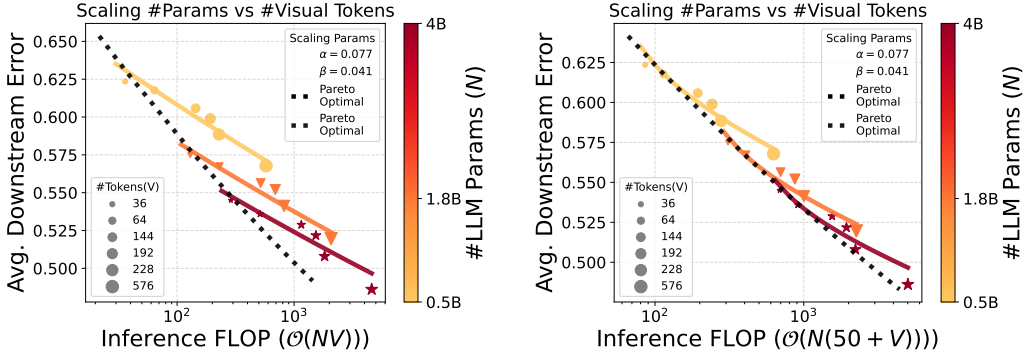 Scaling #Params vs #Visual Tokens
Avg. Downstream Error
0.650
0.625
0.600
0.575
0.550
0.525
0.500
Scaling Params
α = 0.077
β = 0.041
Pareto
Optimal
Pareto
Optimal
#Tokens(V)
36
64
144
192
228
576
10²
10³
Inference FLOP (𝒪(NV)))
4B
1.8B
0.5B
#LLM Params (N)
Scaling #Params vs #Visual Tokens
Avg. Downstream Error
0.625
0.600
0.575
0.550
0.525
0.500
Scaling Params
α = 0.077
β = 0.041
Pareto
Optimal
Pareto
Optimal
#Tokens(V)
36
64
144
192
228
576
10²
10³
Inference FLOP (𝒪(N(50 + V))))
4B
1.8B
0.5B
#LLM Params (N)